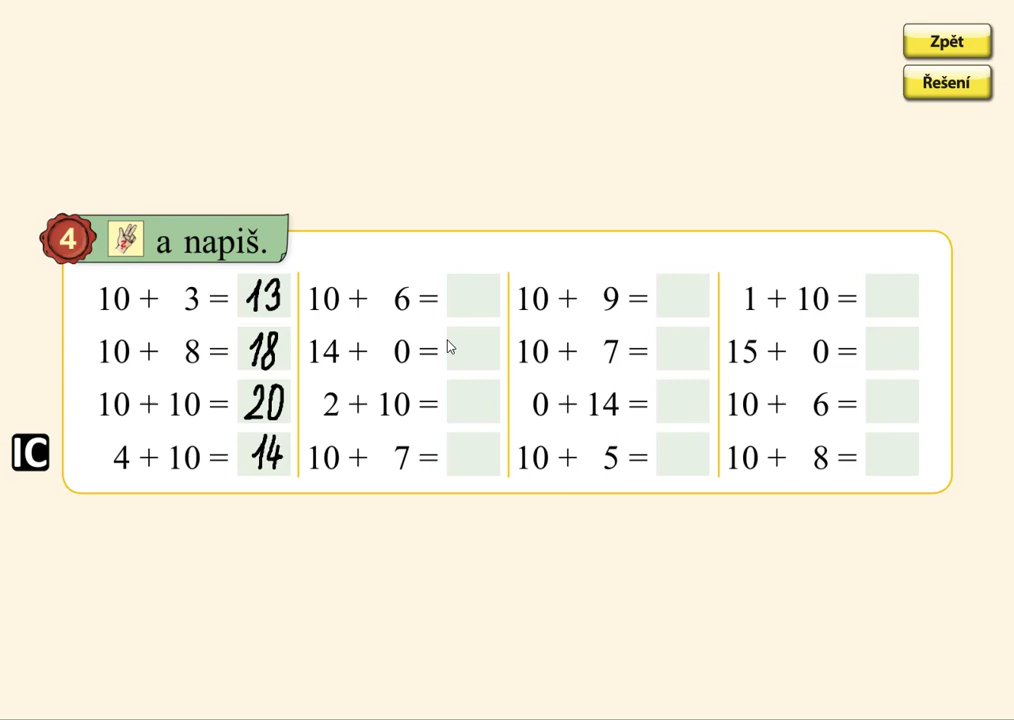 Zpět
Řešení
4 a napiš.
10 + 3 = 13 10 + 6 = 10 + 9 = 1 + 10 =
10 + 8 = 18 14 + 0 = 10 + 7 = 15 + 0 =
10 + 10 = 20 2 + 10 = 0 + 14 = 10 + 6 =
4 + 10 = 14 10 + 7 = 10 + 5 = 10 + 8 =
IC